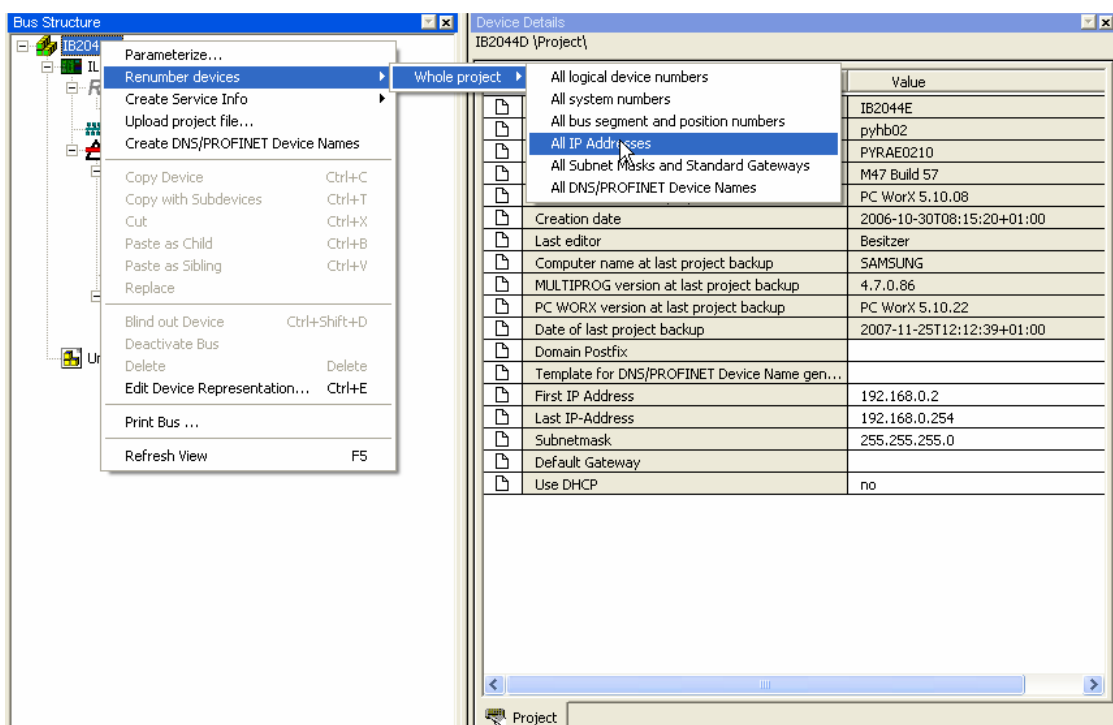 Bus Structure
IB204
IL
R
Ur
Parameterize...
Renumber devices
Create Service Info
Upload project file...
Create DNS/PROFINET Device Names
Copy Device Ctrl+C
Copy with Subdevices Ctrl+T
Cut Ctrl+X
Paste as Child Ctrl+B
Paste as Sibling Ctrl+V
Replace
Blind out Device Ctrl+Shift+D
Deactivate Bus
Delete Delete
Edit Device Representation... Ctrl+E
Print Bus ...
Refresh View F5
Whole project
All logical device numbers
All system numbers
All bus segment and position numbers
All IP Addresses
All Subnet Masks and Standard Gateways
All DNS/PROFINET Device Names
Device Details
IB2044D \Project\
Value
IB2044E
pyhb02
PYRAE0210
M47 Build 57
PC WorX 5.10.08
Creation date 2006-10-30T08:15:20+01:00
Last editor Besitzer
Computer name at last project backup SAMSUNG
MULTIPROG version at last project backup 4.7.0.86
PC WORX version at last project backup PC WorX 5.10.22
Date of last project backup 2007-11-25T12:12:39+01:00
Domain Postfix
Template for DNS/PROFINET Device Name gen...
First IP Address 192.168.0.2
Last IP-Address 192.168.0.254
Subnetmask 255.255.255.0
Default Gateway
Use DHCP no
Project